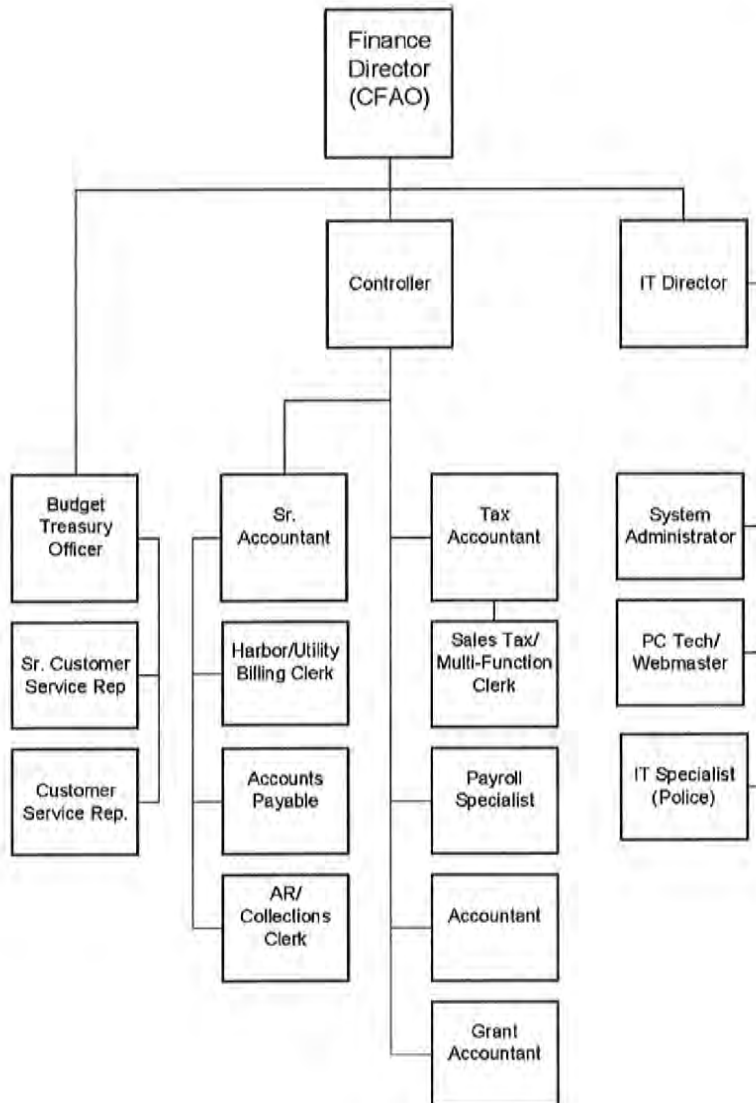 Finance
Director
(CFAO)
Controller
IT Director
Budget
Treasury
Officer
Sr.
Accountant
Tax
Accountant
System
Administrator
Sr. Customer
Service Rep
Harbor/Utility
Billing Clerk
Sales Tax/
Multi-Function
Clerk
PC Tech/
Webmaster
Customer
Service Rep.
Accounts
Payable
Payroll
Specialist
IT Specialist
(Police)
AR/
Collections
Clerk
Accountant
Grant
Accountant